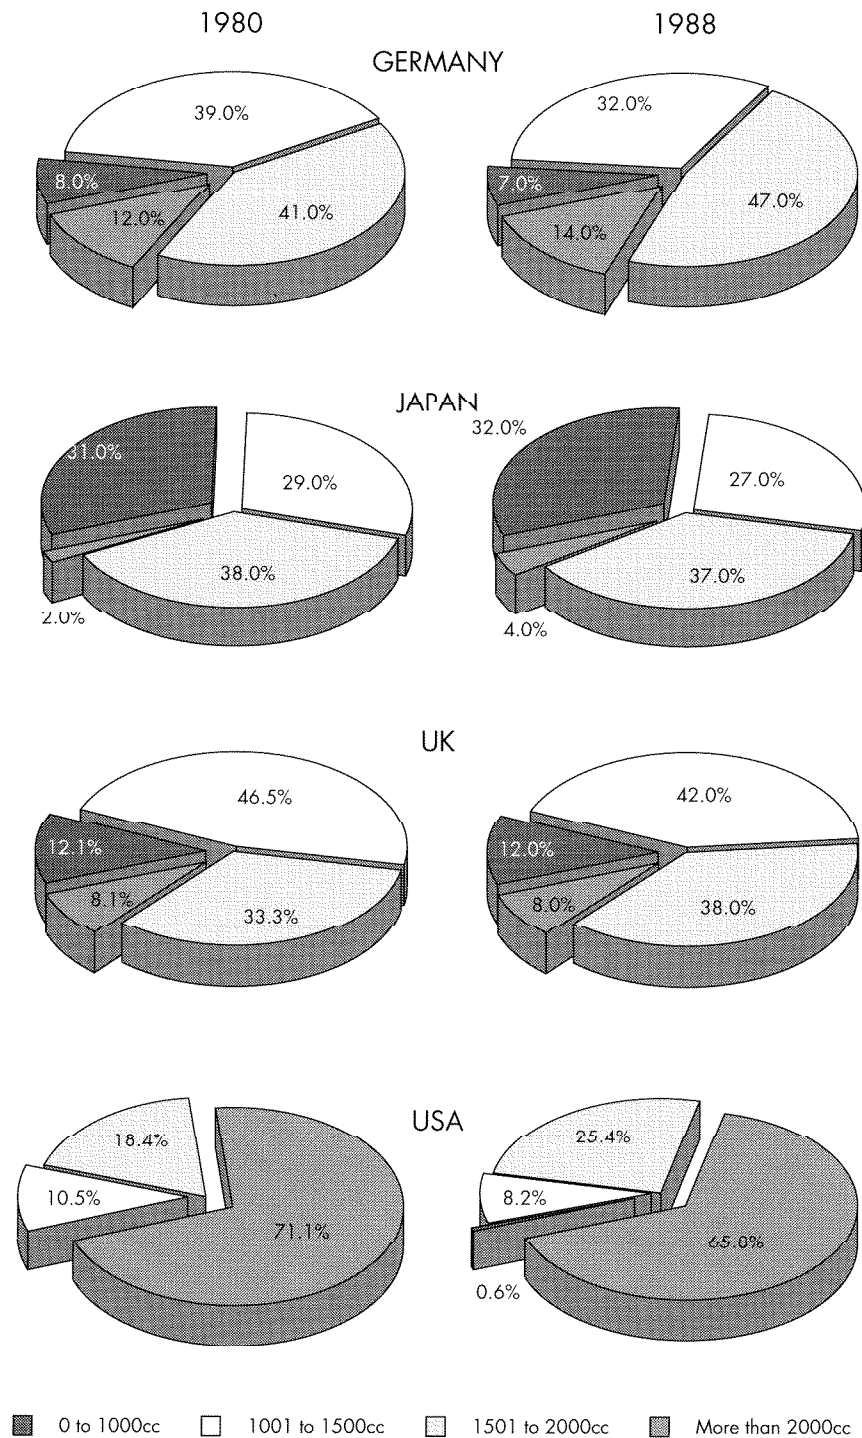 1980 1988
GERMANY
39.0% 32.0%
8.0% 7.0%
12.0% 41.0% 14.0% 47.0%
JAPAN
31.0% 32.0%
29.0% 27.0%
38.0% 37.0%
2.0% 4.0%
UK
46.5% 42.0%
12.1% 12.0%
8.1% 33.3% 8.0% 38.0%
USA
18.4% 25.4%
10.5% 8.2%
71.1% 65.0%
0.6%
0 to 1000cc 1001 to 1500cc 1501 to 2000cc More than 2000cc